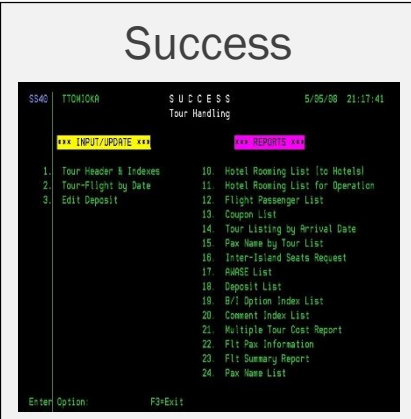 Success
SS40 TTOMIOKA S U C C E S S 5/05/08 21:17:41
Tour Handling
*** INPUT/UPDATE *** *** REPORTS ***
1. Tour Header & Indexes 10. Hotel Rooming List (to Hotels)
2. Tour-Flight by Date 11. Hotel Rooming List for Operation
3. Edit Deposit 12. Flight Passenger List
13. Coupon List
14. Tour Listing by Arrival Date
15. Pax Name by Tour List
16. Inter-Island Seats Request
17. AWASE List
18. Deposit List
19. B/I Option Index List
20. Comment Index List
21. Multiple Tour Cost Report
22. Flt Pax Information
23. Flt Summary Report
24. Pax Name List
Enter Option: F3=Exit